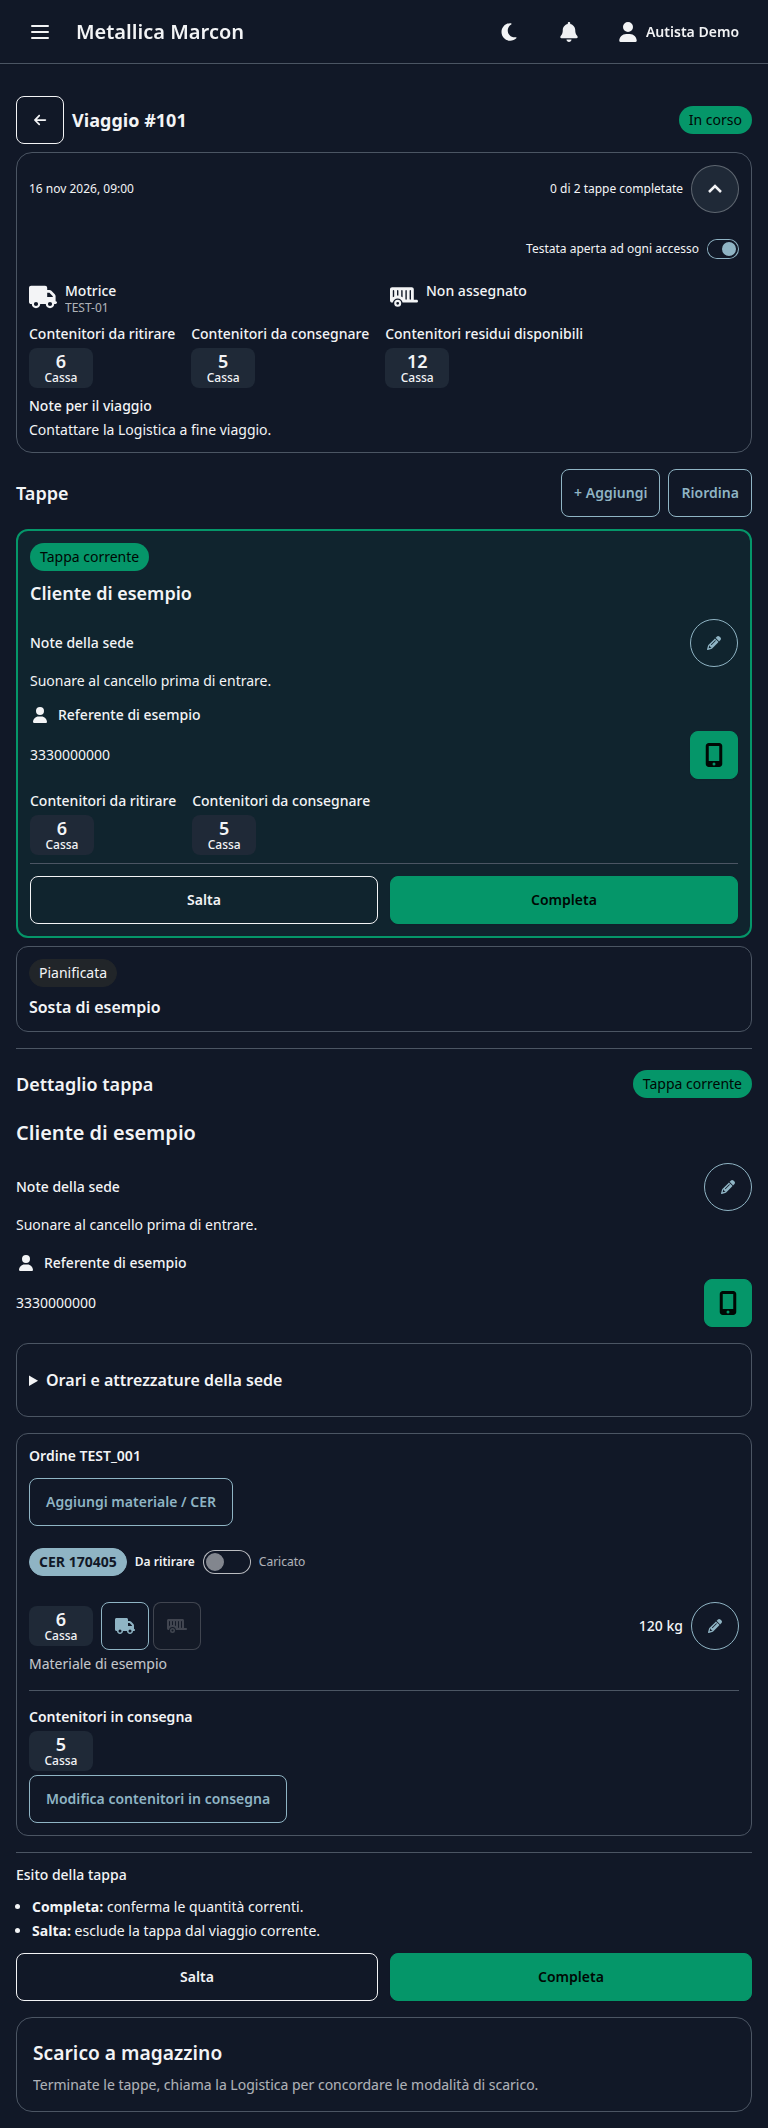 Metallica Marcon
Autista Demo
Viaggio #101
In corso
16 nov 2026, 09:00
0 di 2 tappe completate
Testata aperta ad ogni accesso
Motrice
TEST-01
Non assegnato
Contenitori da ritirare
6
Cassa
Contenitori da consegnare
5
Cassa
Contenitori residui disponibili
12
Cassa
Note per il viaggio
Contattare la Logistica a fine viaggio.
Tappe
+ Aggiungi
Riordina
Tappa corrente
Cliente di esempio
Note della sede
Suonare al cancello prima di entrare.
Referente di esempio
3330000000
Contenitori da ritirare
6
Cassa
Contenitori da consegnare
5
Cassa
Salta
Completa
Pianificata
Sosta di esempio
Dettaglio tappa
Tappa corrente
Cliente di esempio
Note della sede
Suonare al cancello prima di entrare.
Referente di esempio
3330000000
Orari e attrezzature della sede
Ordine TEST_001
Aggiungi materiale / CER
CER 170405
Da ritirare
Caricato
6
Cassa
120 kg
Materiale di esempio
Contenitori in consegna
5
Cassa
Modifica contenitori in consegna
Esito della tappa
• Completa: conferma le quantità correnti.
• Salta: esclude la tappa dal viaggio corrente.
Salta
Completa
Scarico a magazzino
Terminate le tappe, chiama la Logistica per concordare le modalità di scarico.